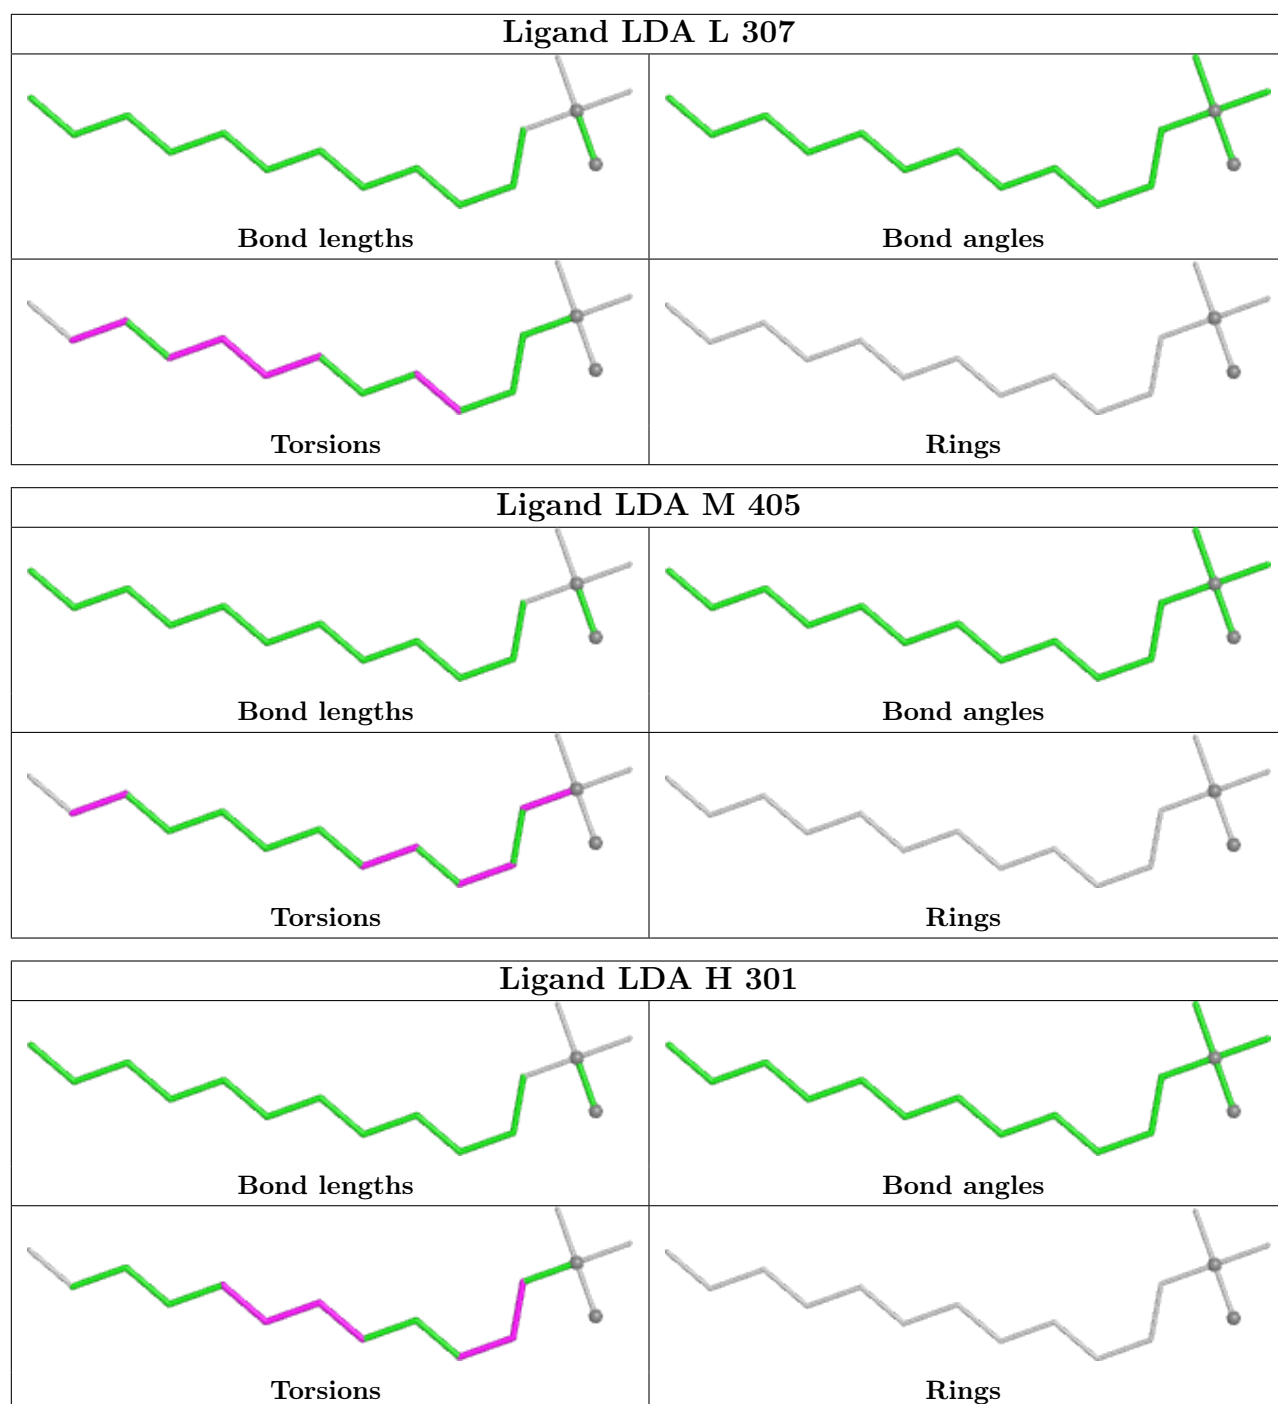 Ligand LDA L 307
Bond lengths
Bond angles
Torsions
Rings
Ligand LDA M 405
Bond lengths
Bond angles
Torsions
Rings
Ligand LDA H 301
Bond lengths
Bond angles
Torsions
Rings